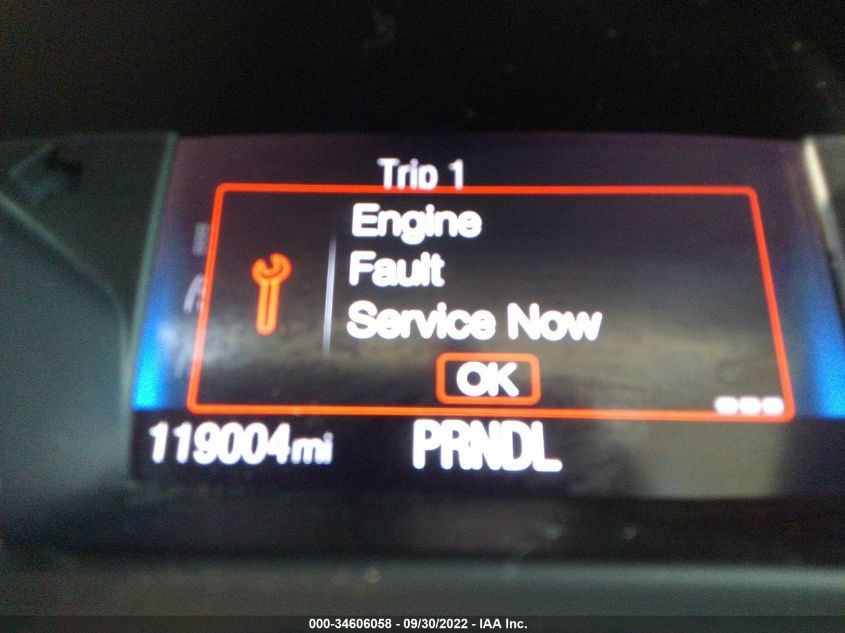 Trip 1
Engine
Fault
Service Now
OK
119004mi
PRNDL
000-34606058 - 09/30/2022 - IAA Inc.